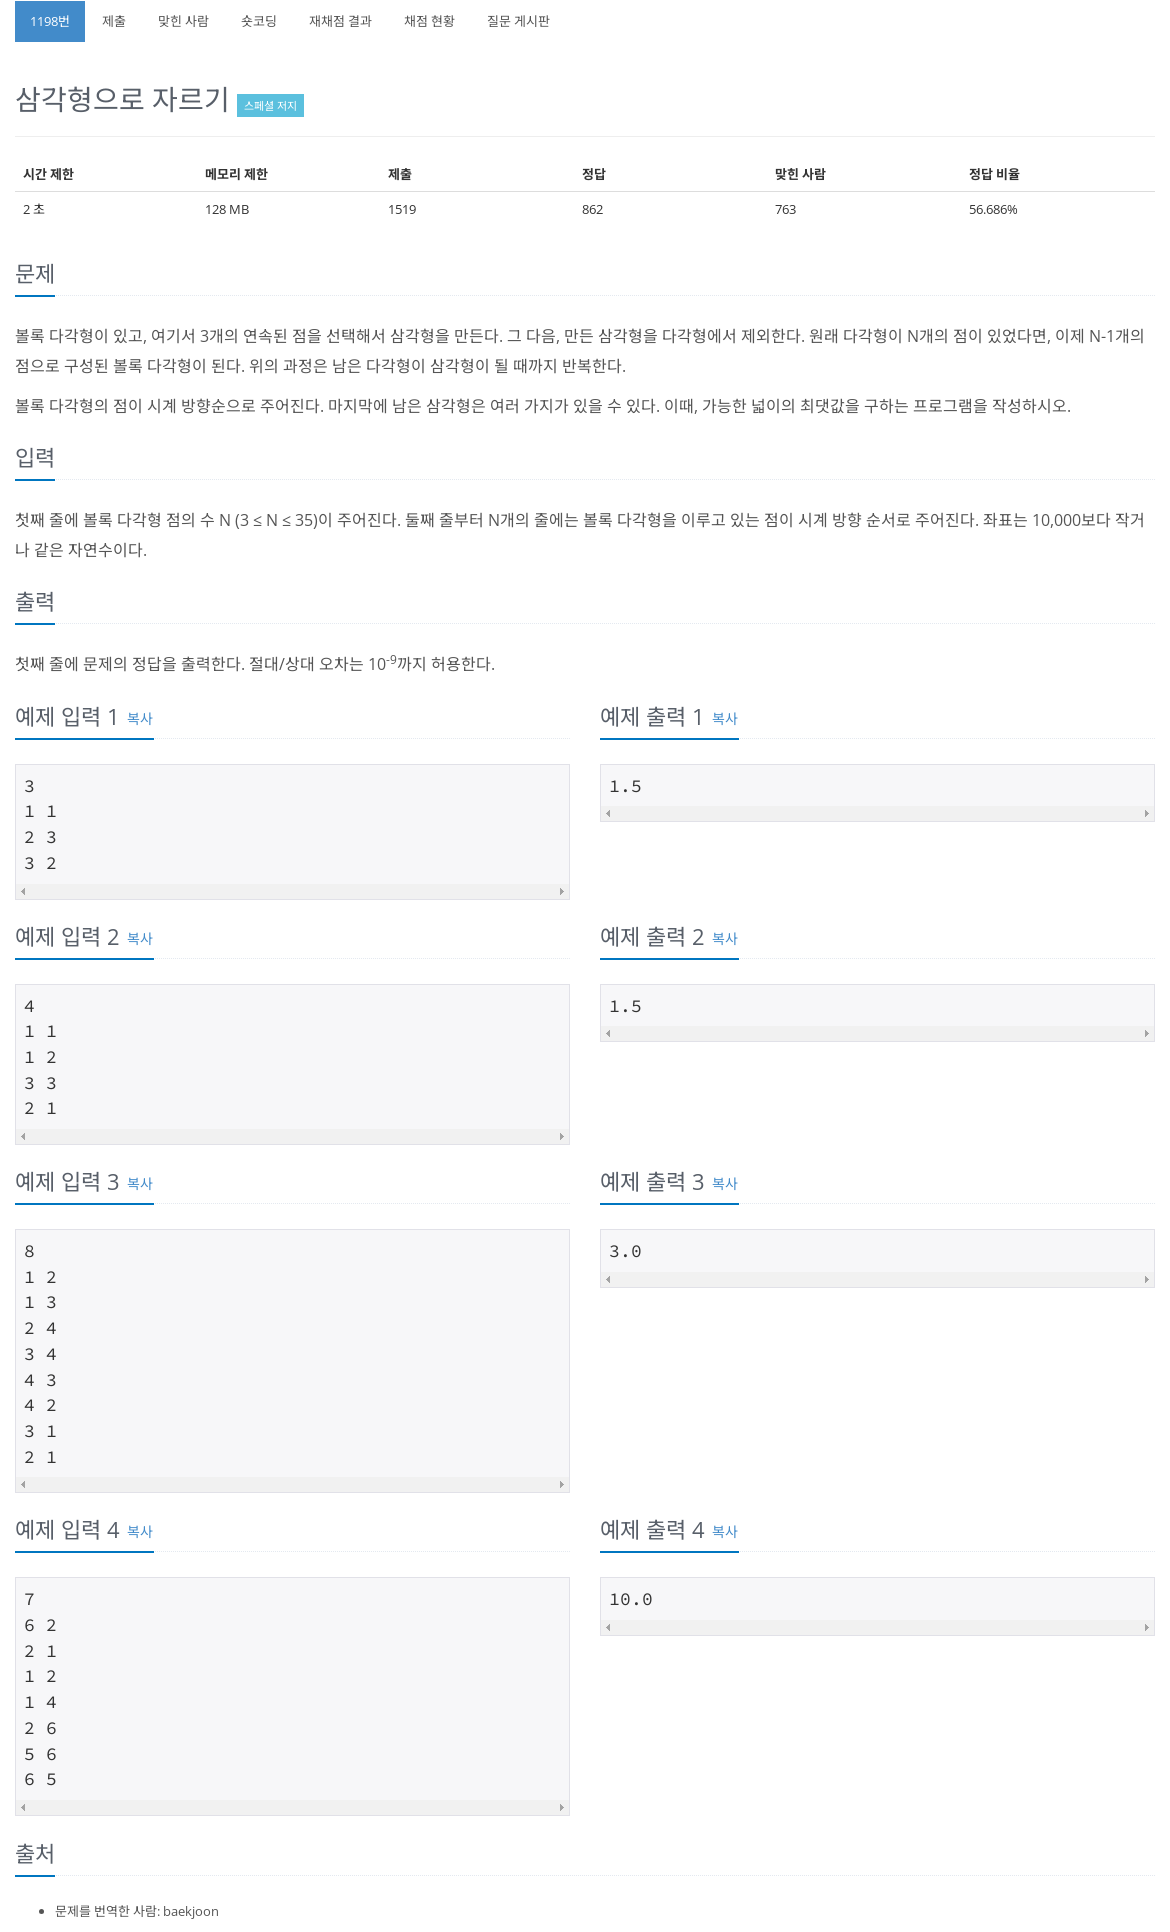 1198번 제출 맞힌 사람 숏코딩 재채점 결과 채점 현황 질문 게시판
삼각형으로 자르기 스페셜 저지
시간 제한 메모리 제한 제출 정답 맞힌 사람 정답 비율
2 초 128 MB 1519 862 763 56.686%
문제
볼록 다각형이 있고, 여기서 3개의 연속된 점을 선택해서 삼각형을 만든다. 그 다음, 만든 삼각형을 다각형에서 제외한다. 원래 다각형이 N개의 점이 있었다면, 이제 N-1개의
점으로 구성된 볼록 다각형이 된다. 위의 과정은 남은 다각형이 삼각형이 될 때까지 반복한다.
볼록 다각형의 점이 시계 방향순으로 주어진다. 마지막에 남은 삼각형은 여러 가지가 있을 수 있다. 이때, 가능한 넓이의 최댓값을 구하는 프로그램을 작성하시오.
입력
첫째 줄에 볼록 다각형 점의 수 N (3 ≤ N ≤ 35)이 주어진다. 둘째 줄부터 N개의 줄에는 볼록 다각형을 이루고 있는 점이 시계 방향 순서로 주어진다. 좌표는 10,000보다 작거
나 같은 자연수이다.
출력
첫째 줄에 문제의 정답을 출력한다. 절대/상대 오차는 10-9까지 허용한다.
예제 입력 1 복사
3
1 1
2 3
3 2
예제 출력 1 복사
1.5
예제 입력 2 복사
4
1 1
1 2
3 3
2 1
예제 출력 2 복사
1.5
예제 입력 3 복사
8
1 2
1 3
2 4
3 4
4 3
4 2
3 1
2 1
예제 출력 3 복사
3.0
예제 입력 4 복사
7
6 2
2 1
1 2
1 4
2 6
5 6
6 5
예제 출력 4 복사
10.0
출처
문제를 번역한 사람: baekjoon